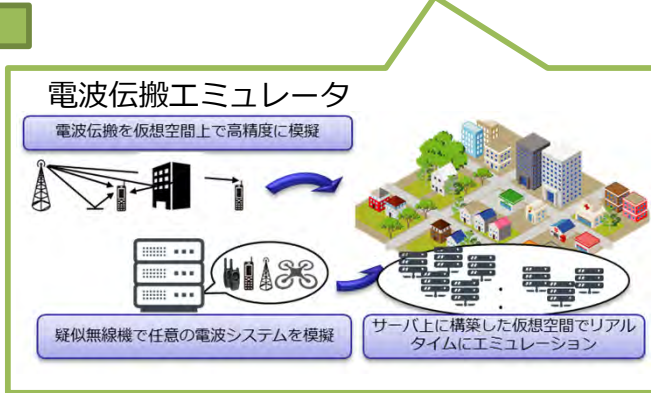 電波伝搬エミュレータ
電波伝搬を仮想空間上で高精度に模擬
疑似無線機で任意の電波システムを模擬
サーバ上に構築した仮想空間でリアル
タイムにエミュレーション